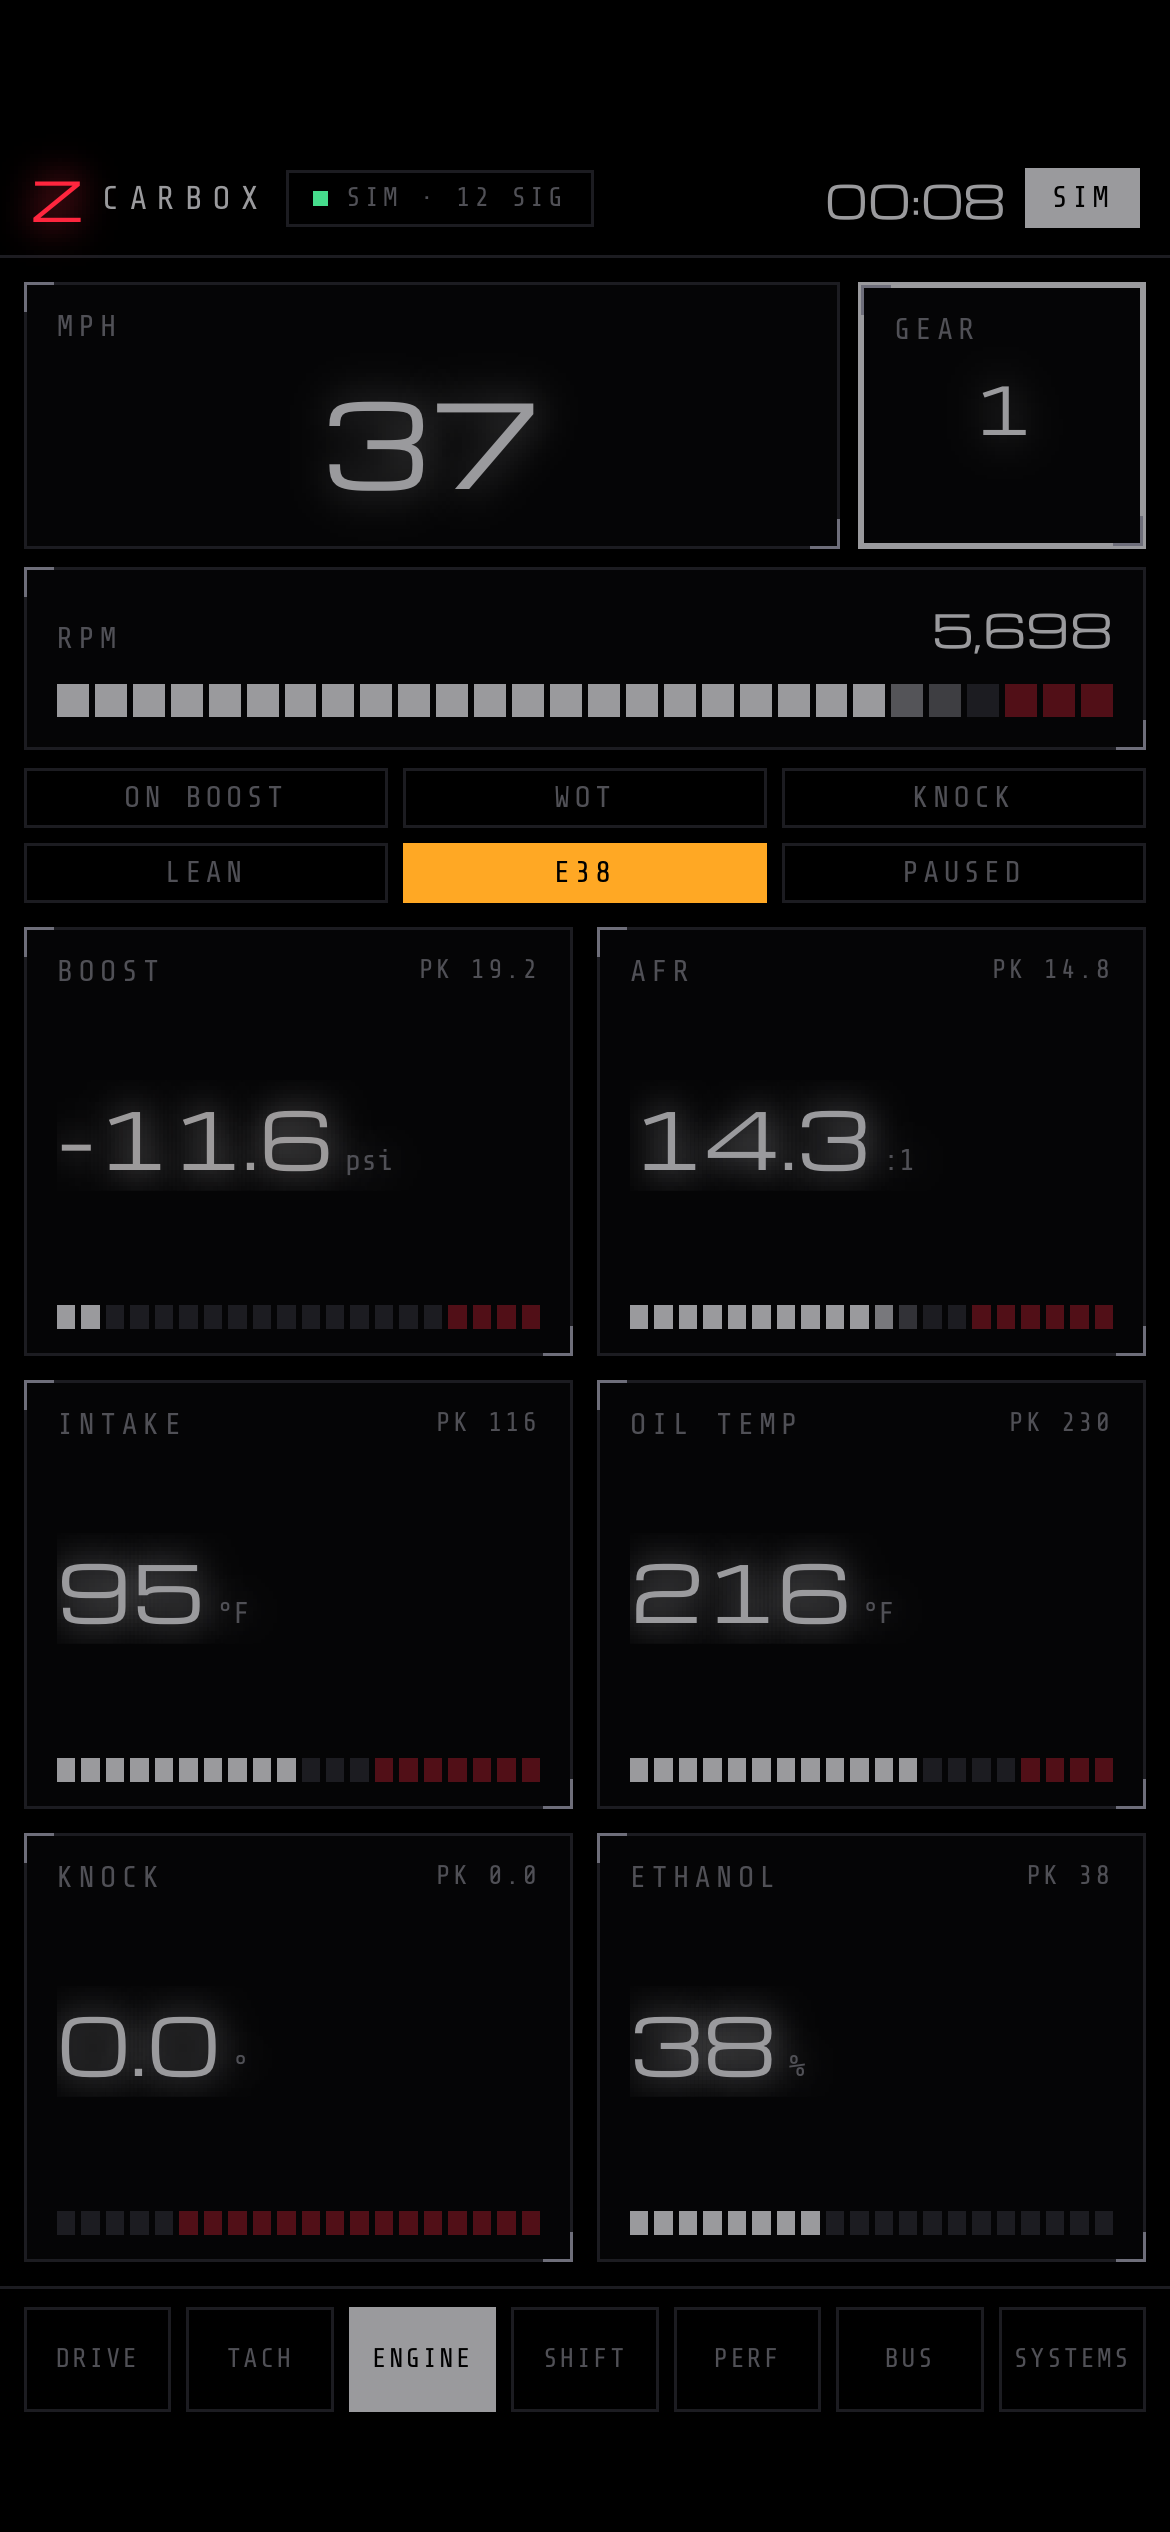 Z CARBOX SIM · 12 SIG 00:08 SIM
MPH
37
GEAR
1
RPM 5,698
ON BOOST WOT KNOCK
LEAN E38 PAUSED
BOOST PK 19.2
-11.6 psi
AFR PK 14.8
14.3 :1
INTAKE PK 116
95 °F
OIL TEMP PK 230
216 °F
KNOCK PK 0.0
0.0 °
ETHANOL PK 38
38 %
DRIVE TACH ENGINE SHIFT PERF BUS SYSTEMS